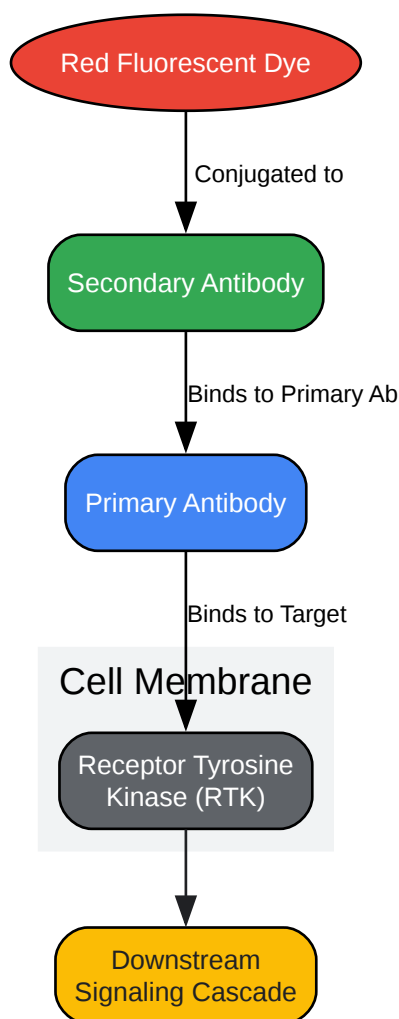 Red Fluorescent Dye
Conjugated to
Secondary Antibody
Binds to Primary Ab
Primary Antibody
Binds to Target
Cell Membrane
Receptor Tyrosine
Kinase (RTK)
Downstream
Signaling Cascade